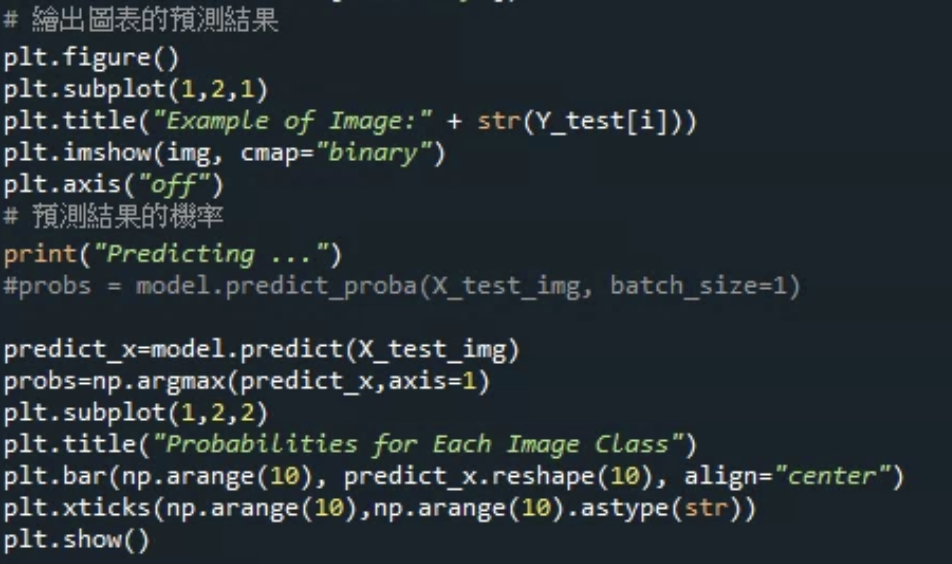 # 繪出圖表的預測結果
plt.figure()
plt.subplot(1,2,1)
plt.title("Example of Image:" + str(Y_test[i]))
plt.imshow(img, cmap="binary")
plt.axis("off")
# 預測結果的機率
print("Predicting ...")
#probs = model.predict_proba(X_test_img, batch_size=1)
predict_x=model.predict(X_test_img)
probs=np.argmax(predict_x,axis=1)
plt.subplot(1,2,2)
plt.title("Probabilities for Each Image Class")
plt.bar(np.arange(10), predict_x.reshape(10), align="center")
plt.xticks(np.arange(10),np.arange(10).astype(str))
plt.show()